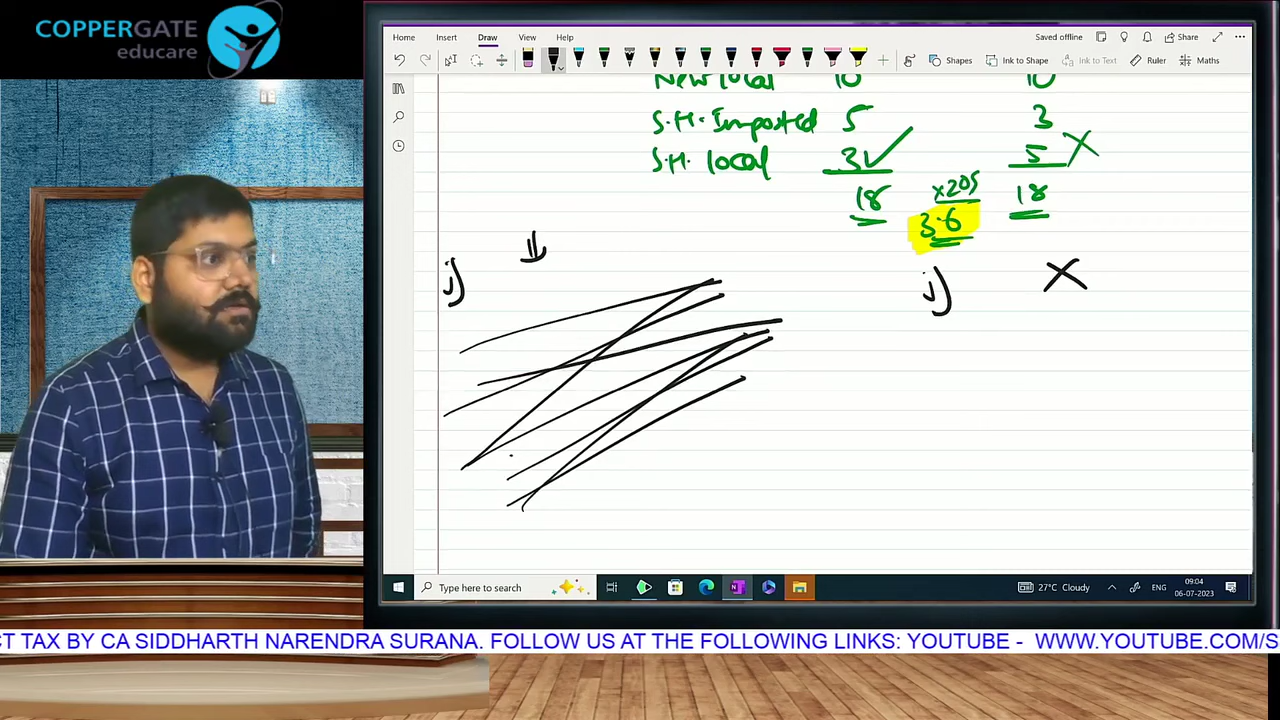 COPPERGATE
educare
Home Insert Draw View Help
Saved offline
Share
Shapes
Ink to Shape
Ink to Text
Ruler
Maths
New local 10 10
S.H. Imported 5 3
S.H. local 3 5
18 x20% 18
3.6
i) ii) 
Type here to search
27°C Cloudy
ENG
09:04
06-07-2023
CT TAX BY CA SIDDHARTH NARENDRA SURANA. FOLLOW US AT THE FOLLOWING LINKS: YOUTUBE - WWW.YOUTUBE.COM/S